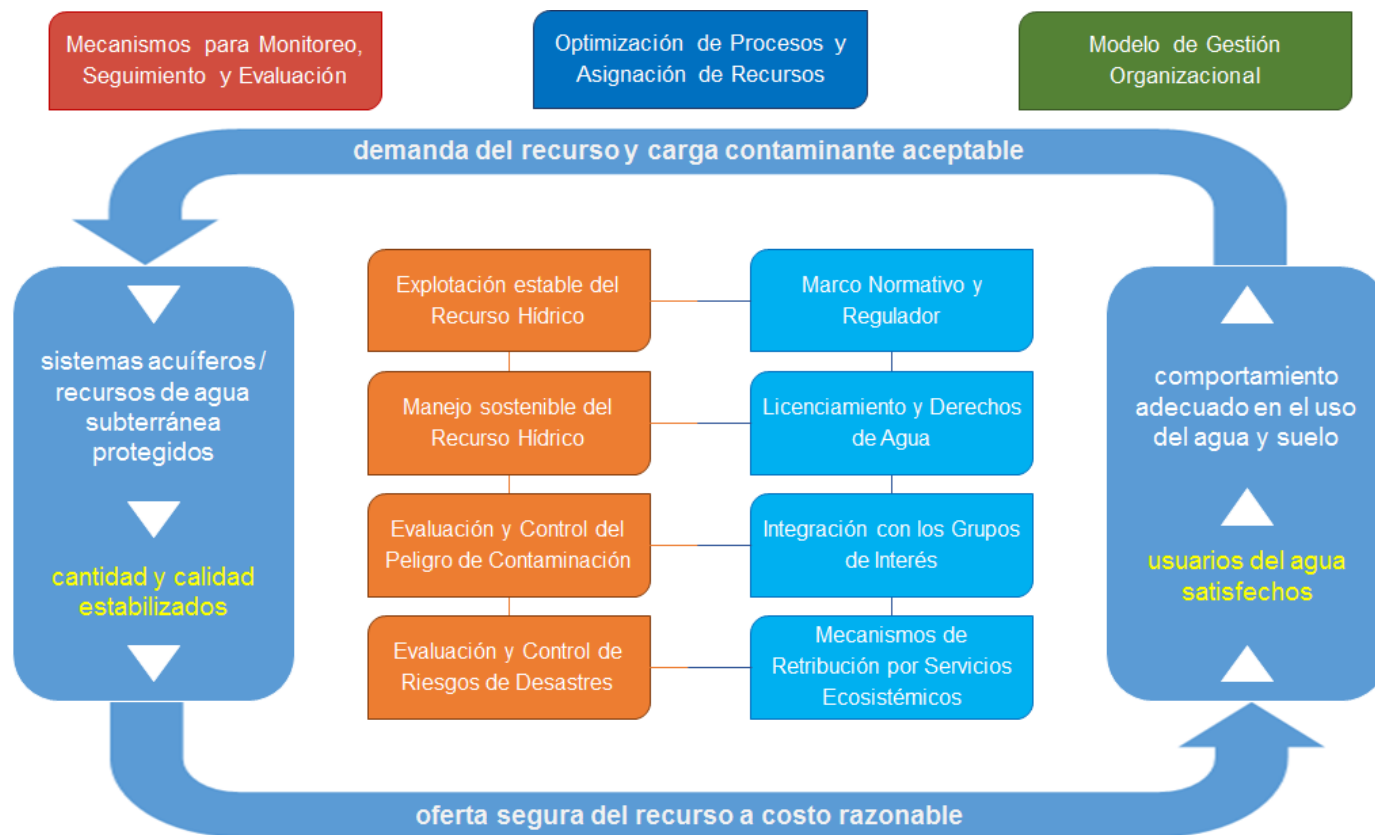 Mecanismos para Monitoreo,
Seguimiento y Evaluación
Optimización de Procesos y
Asignación de Recursos
Modelo de Gestión
Organizacional
demanda del recurso y carga contaminante aceptable
sistemas acuíferos /
recursos de agua
subterránea
protegidos
cantidad y calidad
estabilizados
Explotación estable del
Recurso Hídrico
Manejo sostenible del
Recurso Hídrico
Evaluación y Control del
Peligro de Contaminación
Evaluación y Control de
Riesgos de Desastres
Marco Normativo y
Regulador
Licenciamiento y Derechos
de Agua
Integración con los Grupos
de Interés
Mecanismos de
Retribución por Servicios
Ecosistémicos
comportamiento
adecuado en el uso
del agua y suelo
usuarios del agua
satisfechos
oferta segura del recurso a costo razonable